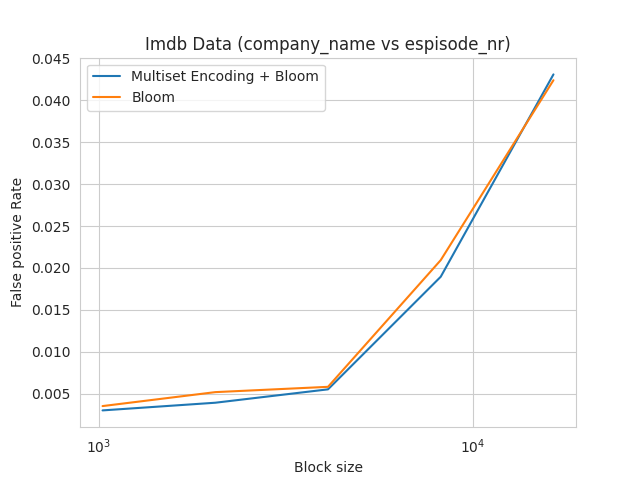 Imdb Data (company_name vs espisode_nr)
Multiset Encoding + Bloom
Bloom
False positive Rate
0.045
0.040
0.035
0.030
0.025
0.020
0.015
0.010
0.005
10³
10⁴
Block size